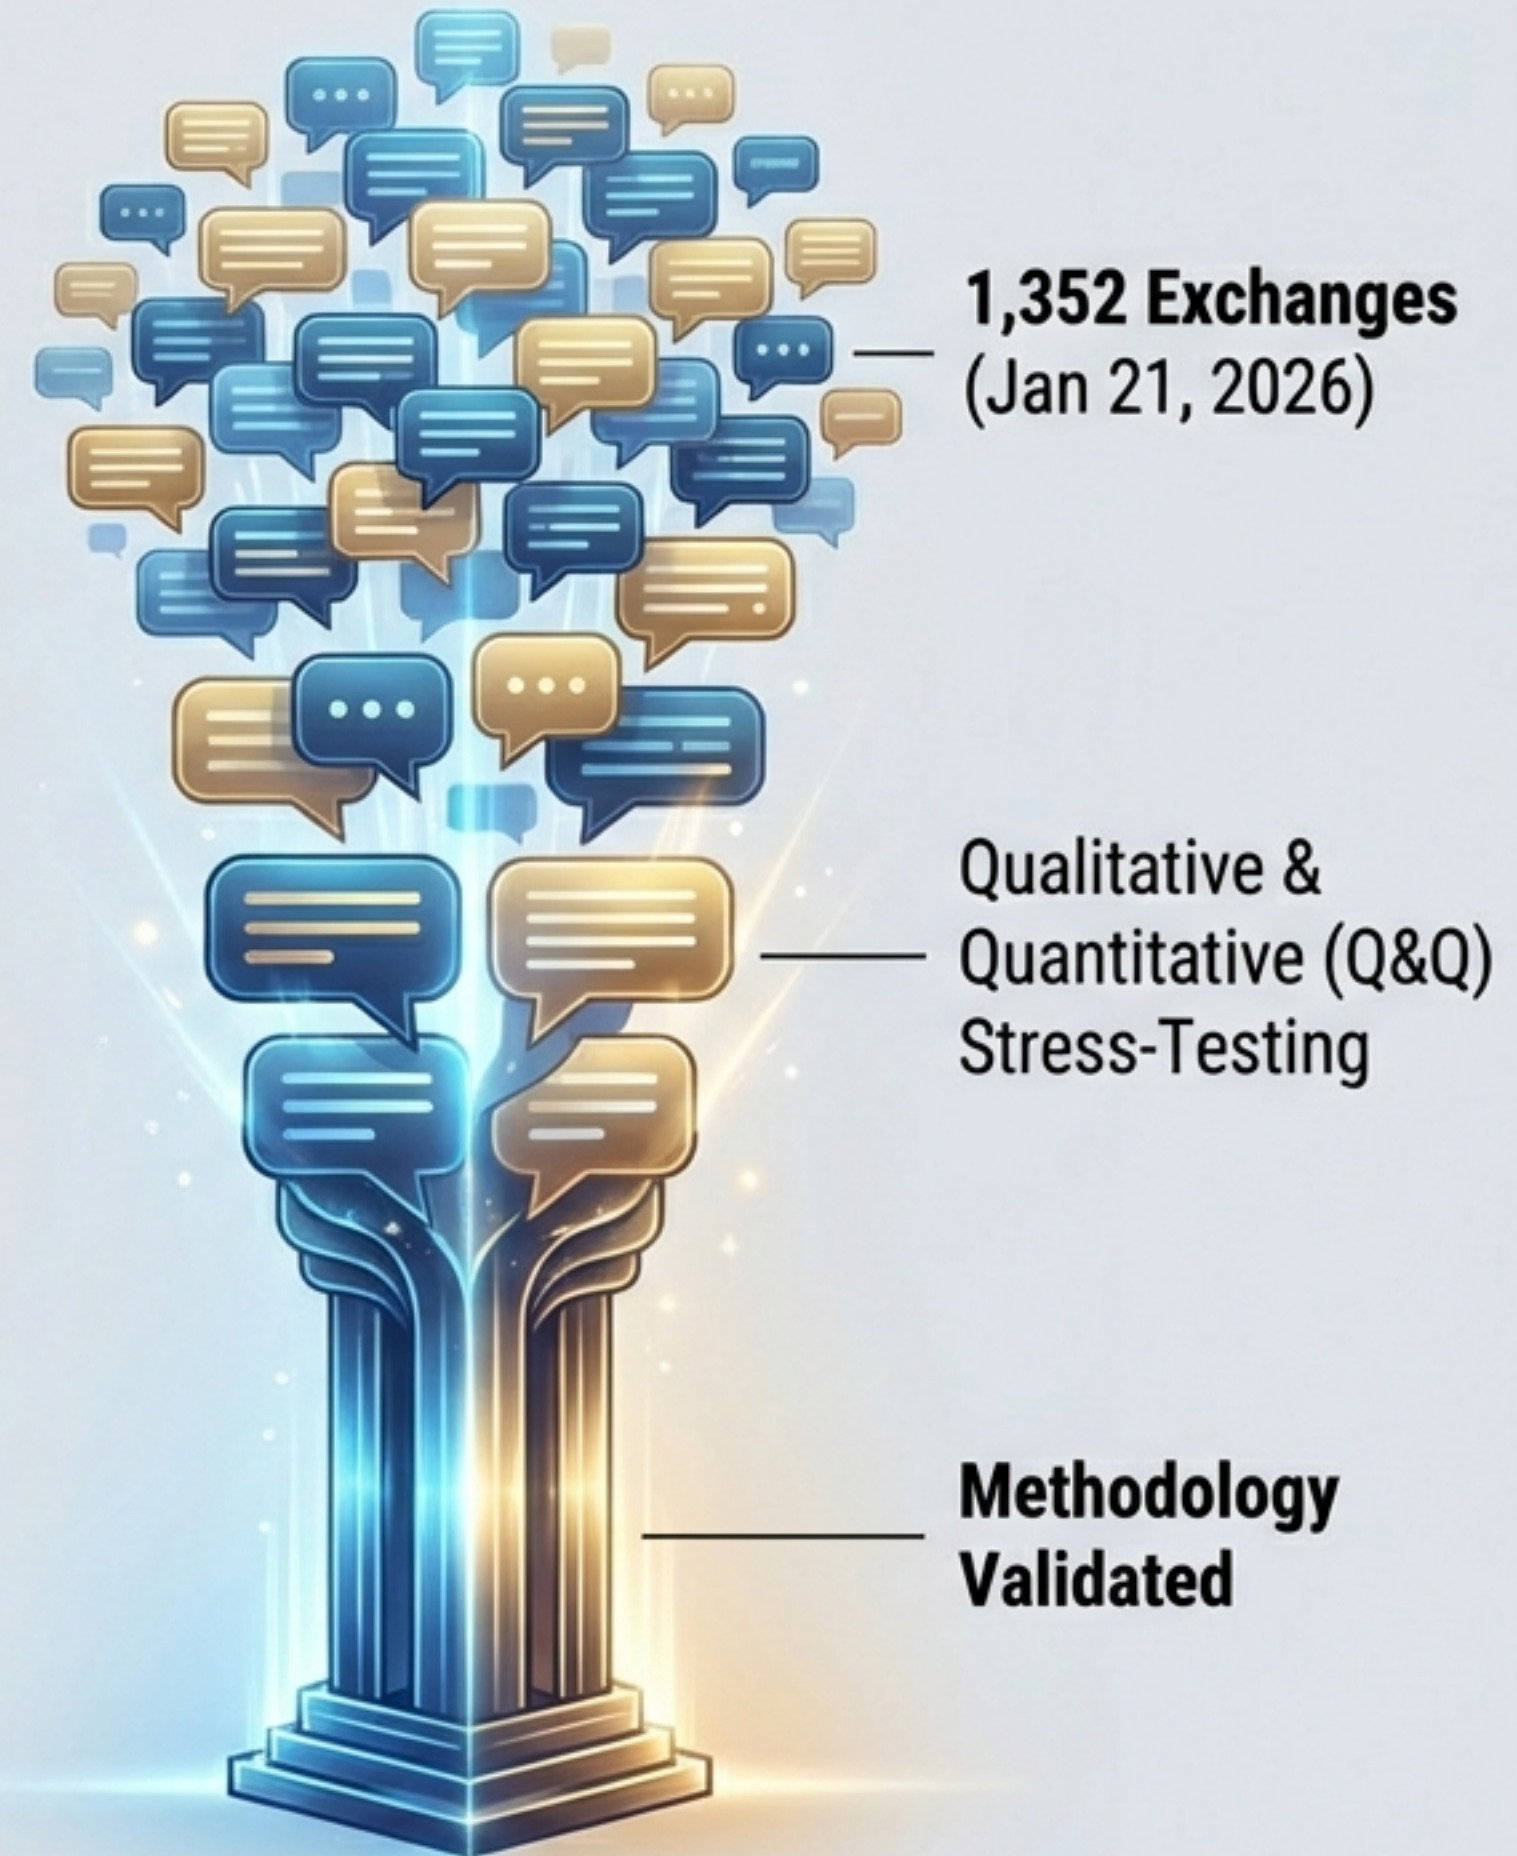 1,352 Exchanges
(Jan 21, 2026)
Qualitative &
Quantitative (Q&Q)
Stress-Testing
Methodology
Validated